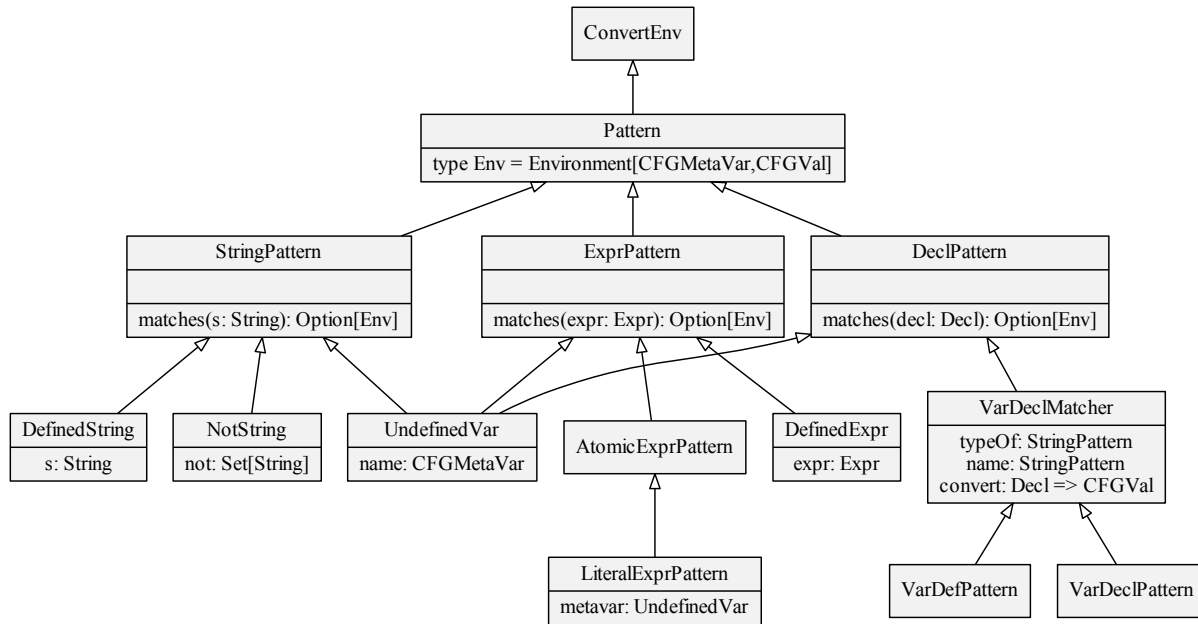 ConvertEnv
Pattern
type Env = Environment[CFGMetaVar,CFGVal]
StringPattern
matches(s: String): Option[Env]
ExprPattern
matches(expr: Expr): Option[Env]
DeclPattern
matches(decl: Decl): Option[Env]
DefinedString
s: String
NotString
not: Set[String]
UndefinedVar
name: CFGMetaVar
AtomicExprPattern
DefinedExpr
expr: Expr
VarDeclMatcher
typeOf: StringPattern
name: StringPattern
convert: Decl => CFGVal
LiteralExprPattern
metavar: UndefinedVar
VarDefPattern
VarDeclPattern